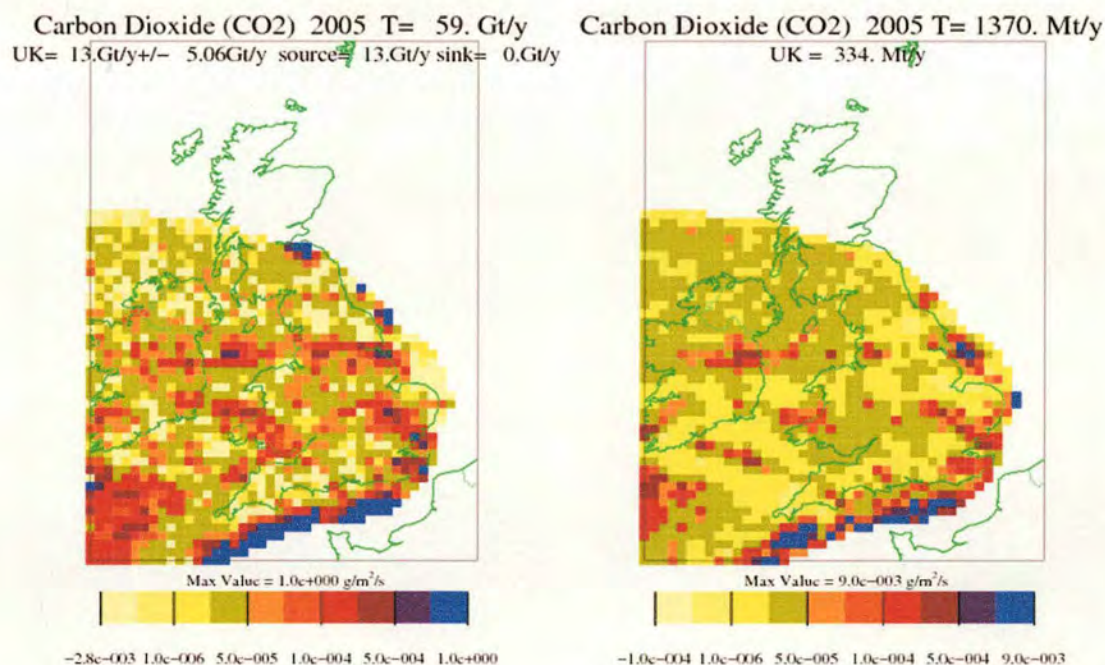 Carbon Dioxide (CO2) 2005 T= 59. Gt/y
UK= 13.Gt/y+/- 5.06Gt/y source= 13.Gt/y sink= 0.Gt/y
Max Value = 1.0e+000 g/m²/s
-2.8e-003 1.0e-006 5.0e-005 1.0e-004 5.0e-004 1.0e+000
Carbon Dioxide (CO2) 2005 T= 1370. Mt/y
UK = 334. Mt/y
Max Value = 9.0e-003 g/m²/s
-1.0e-004 1.0e-006 5.0e-005 1.0e-004 5.0e-004 9.0e-003